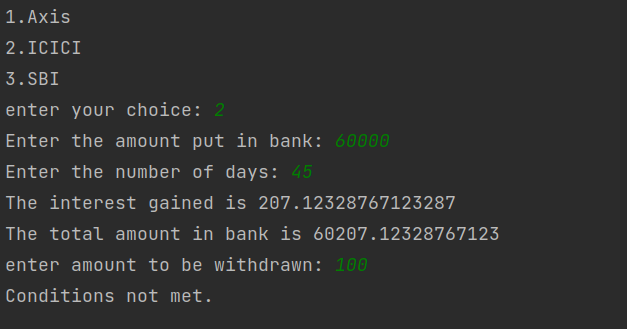 1.Axis
2.ICICI
3.SBI
enter your choice: 2
Enter the amount put in bank: 60000
Enter the number of days: 45
The interest gained is 207.12328767123287
The total amount in bank is 60207.12328767123
enter amount to be withdrawn: 100
Conditions not met.